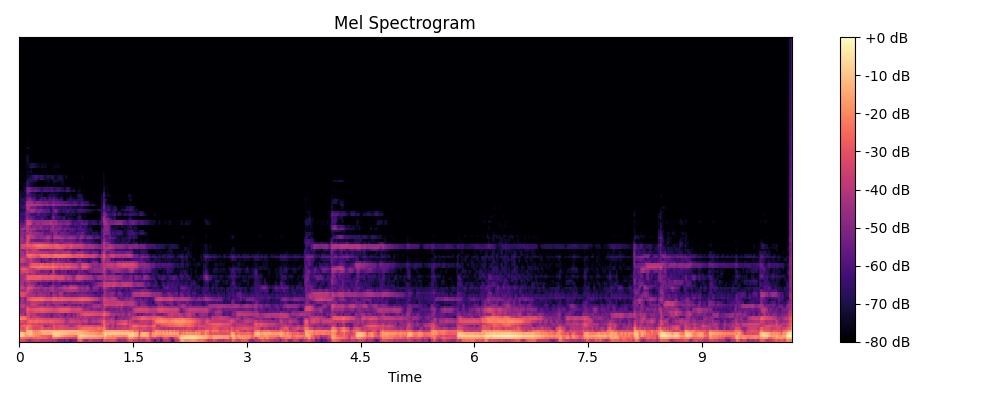 Mel Spectrogram
+0 dB
-10 dB
-20 dB
-30 dB
-40 dB
-50 dB
-60 dB
-70 dB
-80 dB
0 1.5 3 4.5 6 7.5 9
Time